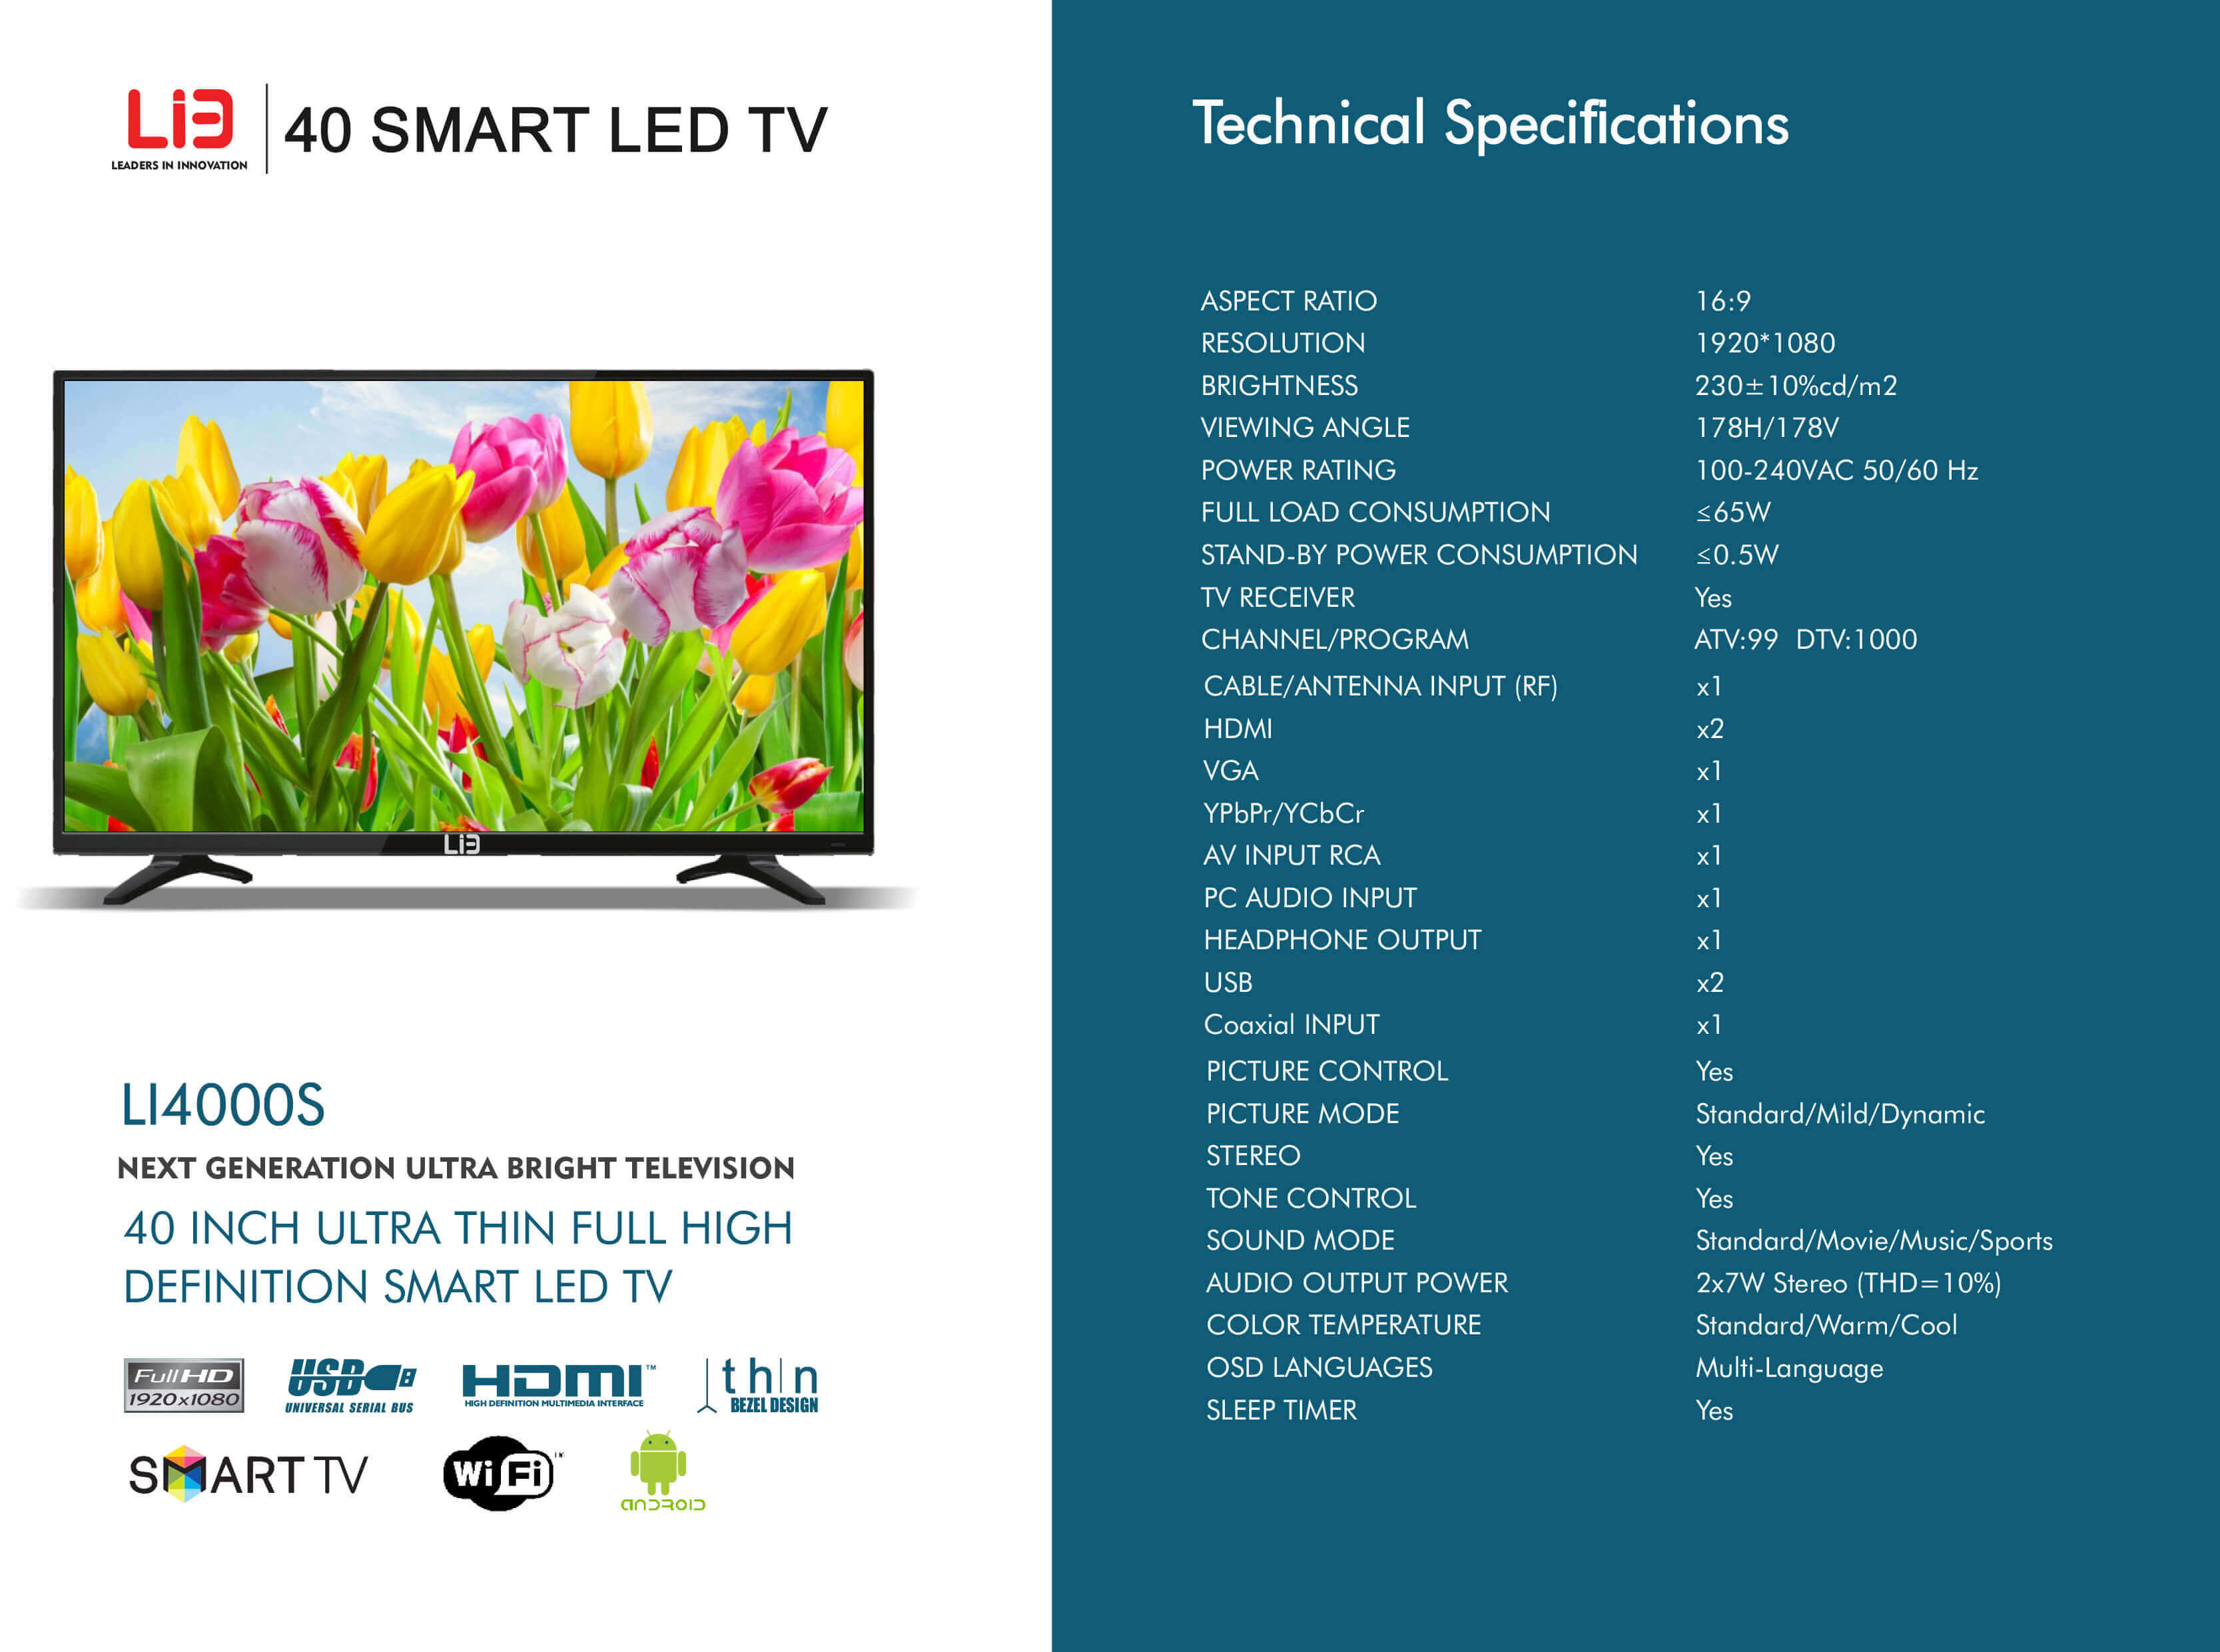 LiE
LEADERS IN INNOVATION
40 SMART LED TV
LiE
LI4000S
NEXT GENERATION ULTRA BRIGHT TELEVISION
40 INCH ULTRA THIN FULL HIGH
DEFINITION SMART LED TV
Full HD
1920x1080
USB
UNIVERSAL SERIAL BUS
HDMI™
HIGH DEFINITION MULTIMEDIA INTERFACE
thin
BEZEL DESIGN
SMART TV
WiFi
ANDROID
Technical Specifications
ASPECT RATIO 16:9
RESOLUTION 1920*1080
BRIGHTNESS 230±10%cd/m2
VIEWING ANGLE 178H/178V
POWER RATING 100-240VAC 50/60 Hz
FULL LOAD CONSUMPTION ≤65W
STAND-BY POWER CONSUMPTION ≤0.5W
TV RECEIVER Yes
CHANNEL/PROGRAM ATV:99 DTV:1000
CABLE/ANTENNA INPUT (RF) x1
HDMI x2
VGA x1
YPbPr/YCbCr x1
AV INPUT RCA x1
PC AUDIO INPUT x1
HEADPHONE OUTPUT x1
USB x2
Coaxial INPUT x1
PICTURE CONTROL Yes
PICTURE MODE Standard/Mild/Dynamic
STEREO Yes
TONE CONTROL Yes
SOUND MODE Standard/Movie/Music/Sports
AUDIO OUTPUT POWER 2x7W Stereo (THD=10%)
COLOR TEMPERATURE Standard/Warm/Cool
OSD LANGUAGES Multi-Language
SLEEP TIMER Yes